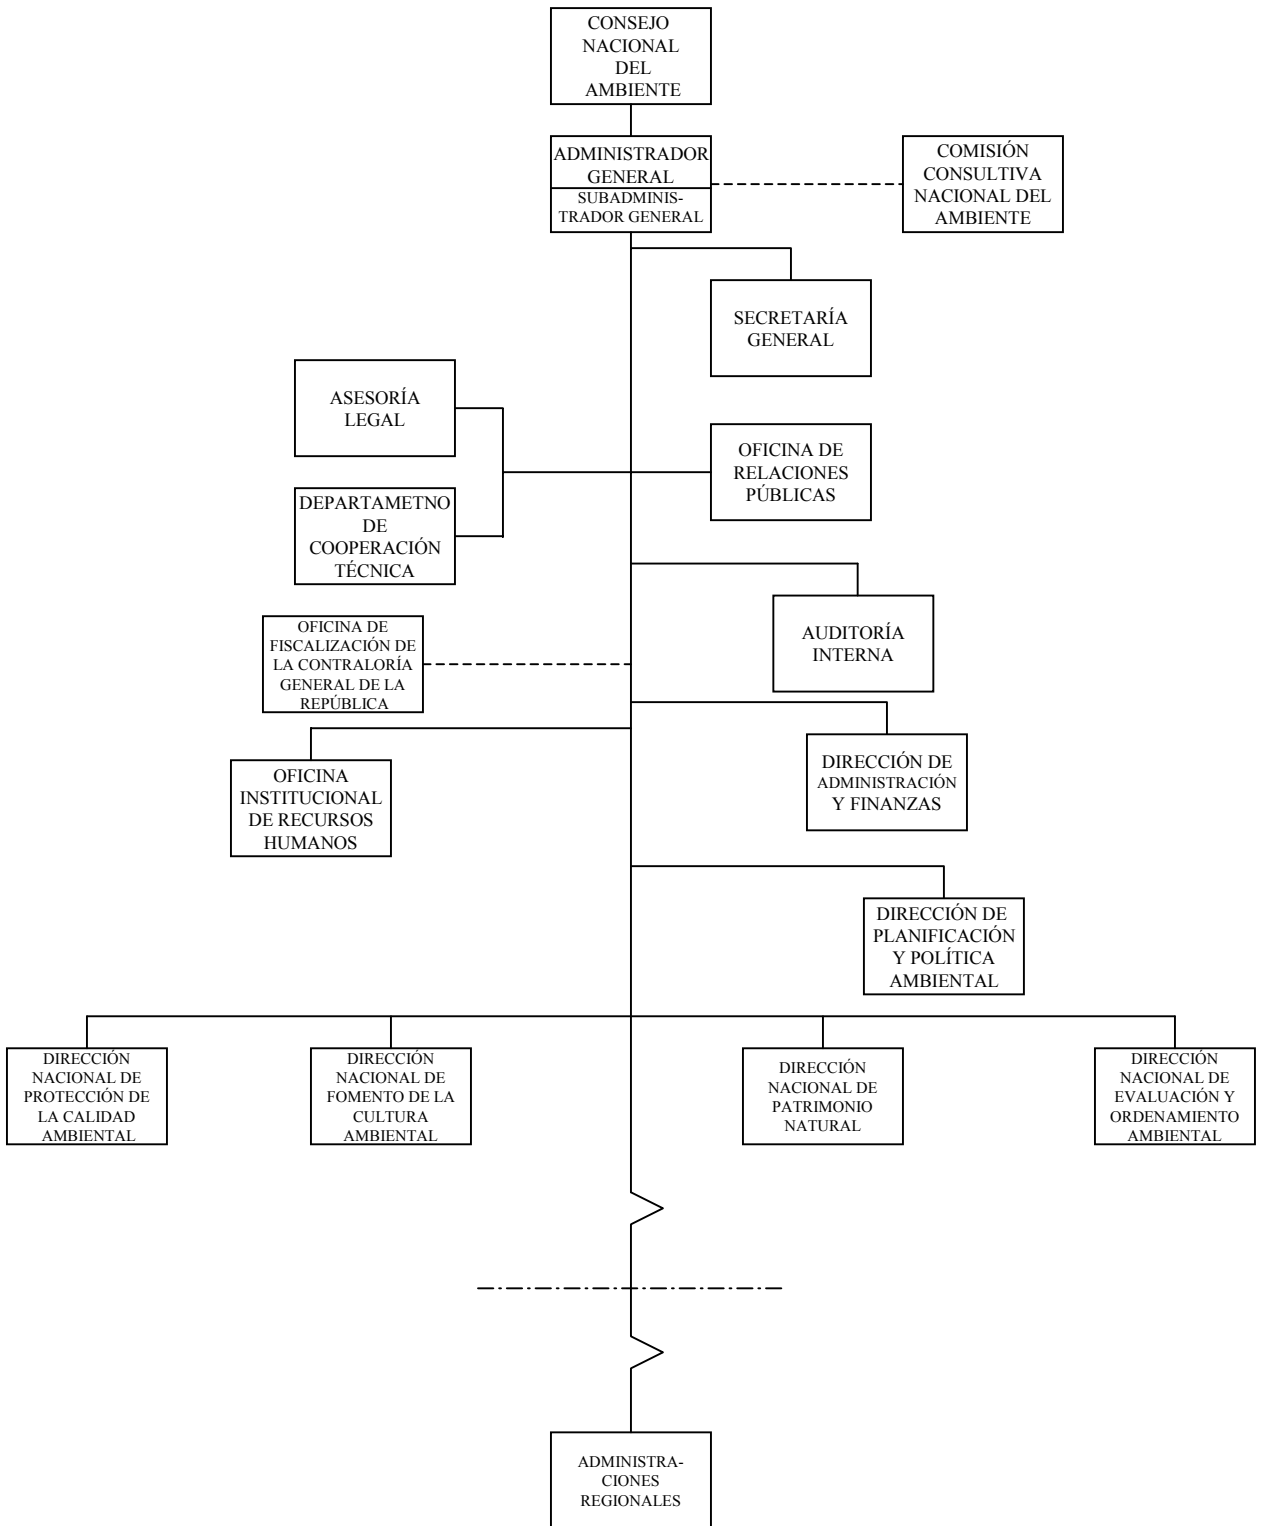 CONSEJO
NACIONAL
DEL
AMBIENTE
ADMINISTRADOR
GENERAL
SUBADMINIS-
TRADOR GENERAL
COMISIÓN
CONSULTIVA
NACIONAL DEL
AMBIENTE
SECRETARÍA
GENERAL
ASESORÍA
LEGAL
OFICINA DE
RELACIONES
PÚBLICAS
DEPARTAMETNO
DE
COOPERACIÓN
TÉCNICA
AUDITORÍA
INTERNA
OFICINA DE
FISCALIZACIÓN DE
LA CONTRALORÍA
GENERAL DE LA
REPÚBLICA
DIRECCIÓN DE
ADMINISTRACIÓN
Y FINANZAS
OFICINA
INSTITUCIONAL
DE RECURSOS
HUMANOS
DIRECCIÓN DE
PLANIFICACIÓN
Y POLÍTICA
AMBIENTAL
DIRECCIÓN
NACIONAL DE
PROTECCIÓN DE
LA CALIDAD
AMBIENTAL
DIRECCIÓN
NACIONAL DE
FOMENTO DE LA
CULTURA
AMBIENTAL
DIRECCIÓN
NACIONAL DE
PATRIMONIO
NATURAL
DIRECCIÓN
NACIONAL DE
EVALUACIÓN Y
ORDENAMIENTO
AMBIENTAL
ADMINISTRA-
CIONES
REGIONALES